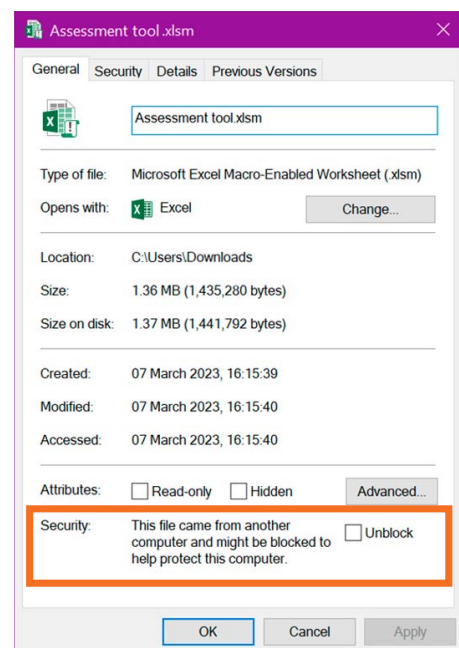 Assessment tool.xlsm
General Security Details Previous Versions
Assessment tool.xlsm
Type of file: Microsoft Excel Macro-Enabled Worksheet (.xlsm)
Opens with: Excel Change...
Location: C:\Users\Downloads
Size: 1.36 MB (1,435,280 bytes)
Size on disk: 1.37 MB (1,441,792 bytes)
Created: 07 March 2023, 16:15:39
Modified: 07 March 2023, 16:15:40
Accessed: 07 March 2023, 16:15:40
Attributes: Read-only Hidden Advanced...
Security: This file came from another
computer and might be blocked to
help protect this computer.
Unblock
OK Cancel Apply